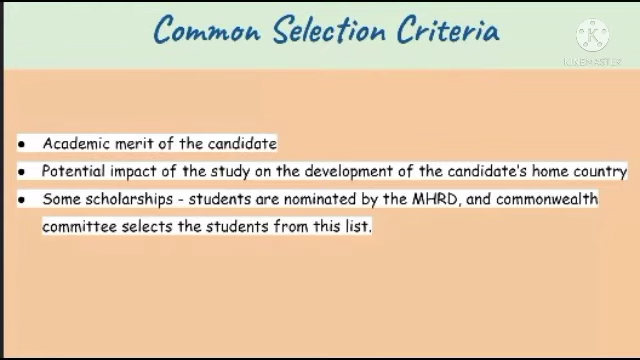 Common Selection Criteria
K
KINEMASTER
● Academic merit of the candidate
● Potential impact of the study on the development of the candidate's home country
● Some scholarships - students are nominated by the MHRD, and commonwealth
committee selects the students from this list.